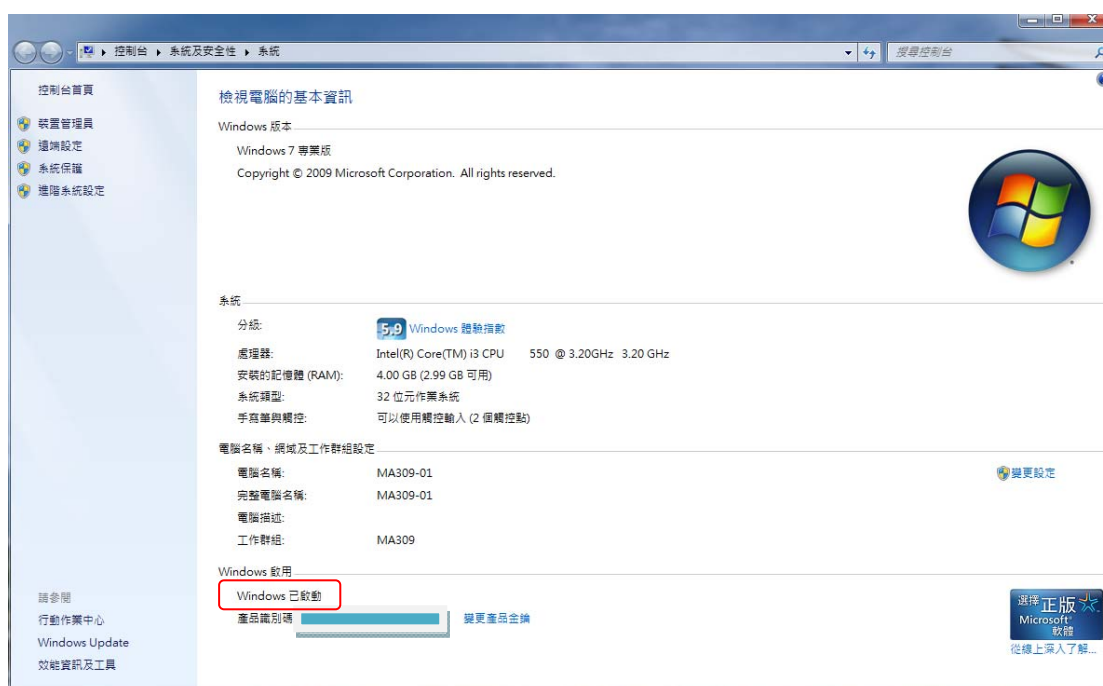 控制台 ▸ 系統及安全性 ▸ 系統
搜尋控制台
控制台首頁
裝置管理員
遠端設定
系統保護
進階系統設定
請參閱
行動作業中心
Windows Update
效能資訊及工具
檢視電腦的基本資訊
Windows 版本
Windows 7 專業版
Copyright © 2009 Microsoft Corporation. All rights reserved.
系統
分級: 5.9 Windows 體驗指數
處理器: Intel(R) Core(TM) i3 CPU 550 @ 3.20GHz 3.20 GHz
安裝的記憶體 (RAM): 4.00 GB (2.99 GB 可用)
系統類型: 32 位元作業系統
手寫筆與觸控: 可以使用觸控輸入 (2 個觸控點)
電腦名稱、網域及工作群組設定
電腦名稱: MA309-01 變更設定
完整電腦名稱: MA309-01
電腦描述:
工作群組: MA309
Windows 啟用
Windows 已啟動
產品識別碼 變更產品金鑰
選擇正版
Microsoft®
軟體
從線上深入了解...